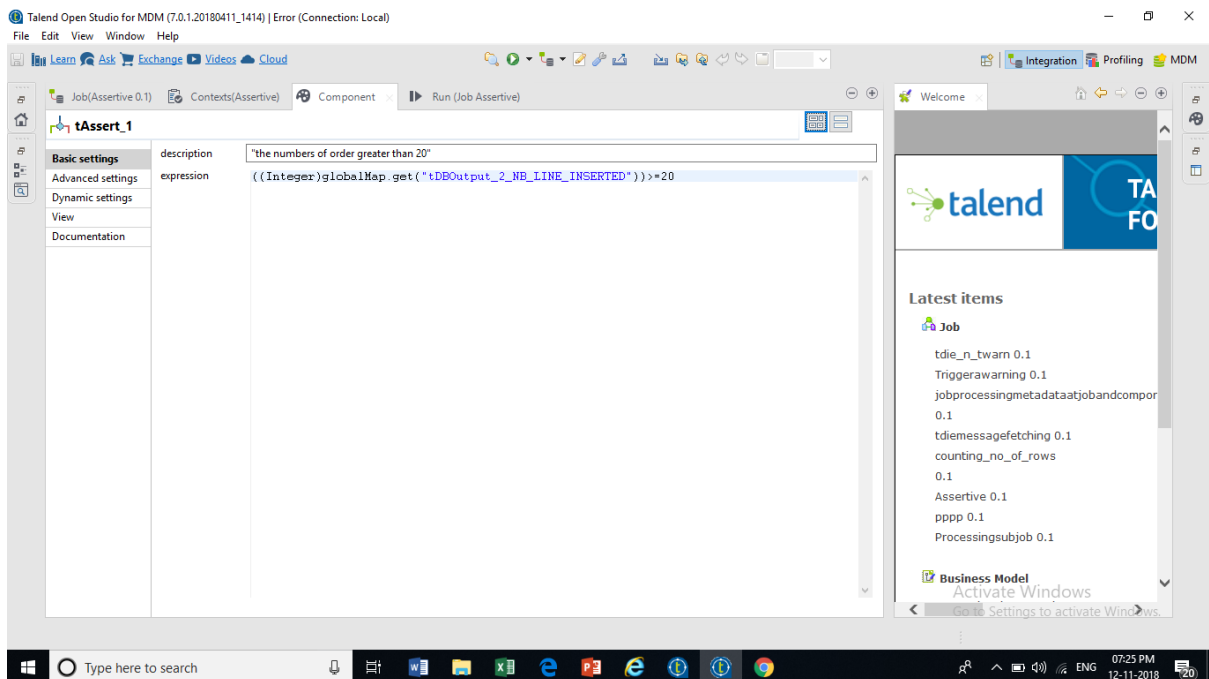 Talend Open Studio for MDM (7.0.1.20180411_1414) | Error (Connection: Local)
File Edit View Window Help
Learn Ask Exchange Videos Cloud
Integration Profiling MDM
Job(Assertive 0.1) Contexts(Assertive) Component Run (Job Assertive)
Welcome
tAssert_1
Basic settings
Advanced settings
Dynamic settings
View
Documentation
description "the numbers of order greater than 20"
expression ((Integer)globalMap.get("tDBOutput_2_NB_LINE_INSERTED"))>=20
talend
TA
FO
Latest items
Job
tdie_n_twarn 0.1
Triggerawarning 0.1
jobprocessingmetadataatjobandcompor
0.1
tdiemessagefetching 0.1
counting_no_of_rows
0.1
Assertive 0.1
pppp 0.1
Processingsubjob 0.1
Business Model
Activate Windows
Go to Settings to activate Windows.
Type here to search
ENG
07:25 PM
12-11-2018
20